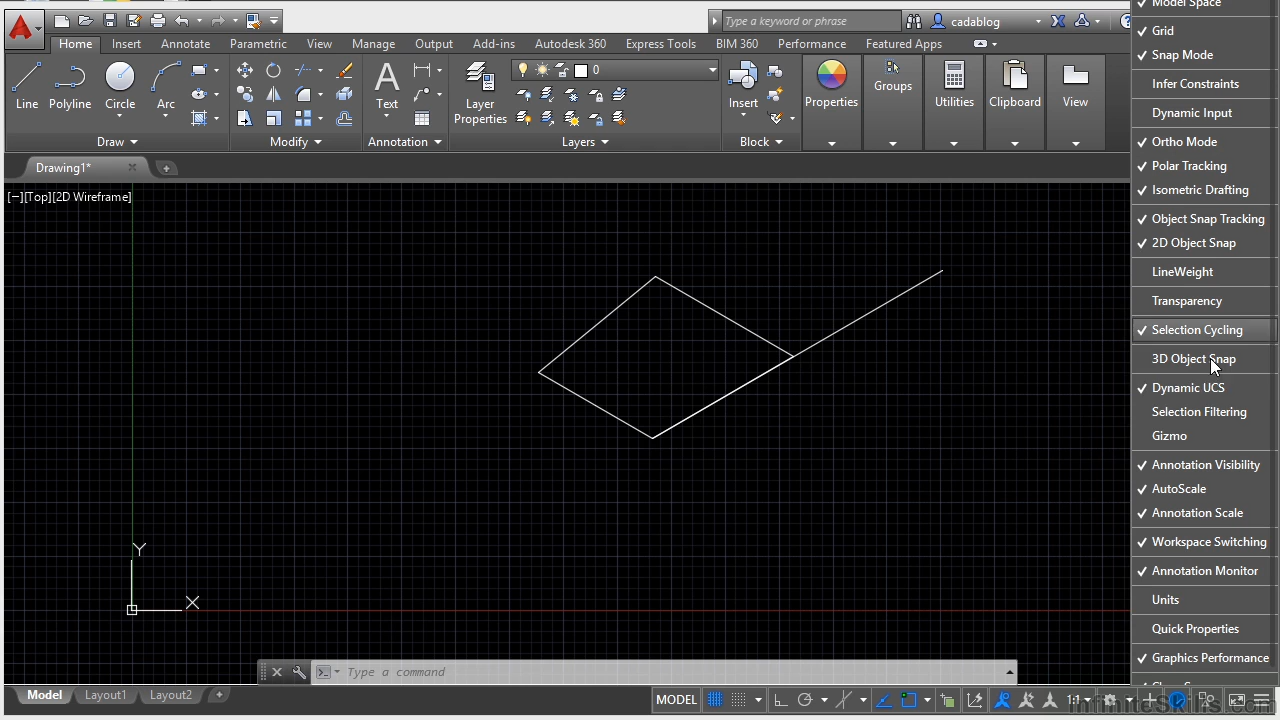 Type a keyword or phrase
cadablog
Home Insert Annotate Parametric View Manage Output Add-ins Autodesk 360 Express Tools BIM 360 Performance Featured Apps
Line Polyline Circle Arc
Draw
Modify
Text
Annotation
Layer
Properties
0
Layers
Insert
Block
Properties
Groups
Utilities
Clipboard
View
Drawing1*
[−][Top][2D Wireframe]
Y
X
Type a command
Model Layout1 Layout2
MODEL
1:1
Model Space
Grid
Snap Mode
Infer Constraints
Dynamic Input
Ortho Mode
Polar Tracking
Isometric Drafting
Object Snap Tracking
2D Object Snap
LineWeight
Transparency
Selection Cycling
3D Object Snap
Dynamic UCS
Selection Filtering
Gizmo
Annotation Visibility
AutoScale
Annotation Scale
Workspace Switching
Annotation Monitor
Units
Quick Properties
Graphics Performance
InfiniteSkills.com